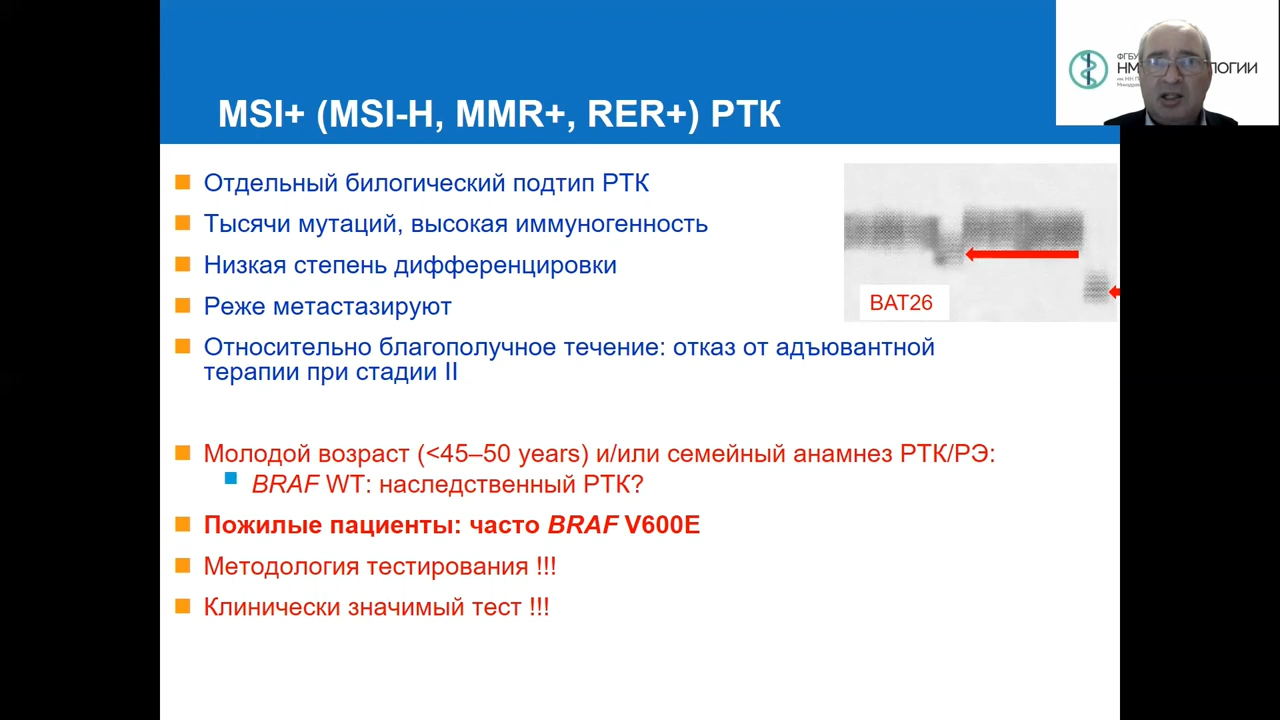 MSI+ (MSI-H, MMR+, RER+) РТК
ФГБУ
Отдельный билогический подтип РТК
Тысячи мутаций, высокая иммуногенность
Низкая степень дифференцировки
Реже метастазируют
Относительно благополучное течение: отказ от адъювантной
терапии при стадии II
BAT26
Молодой возраст (<45–50 years) и/или семейный анамнез РТК/РЭ:
BRAF WT: наследственный РТК?
Пожилые пациенты: часто BRAF V600E
Методология тестирования !!!
Клинически значимый тест !!!